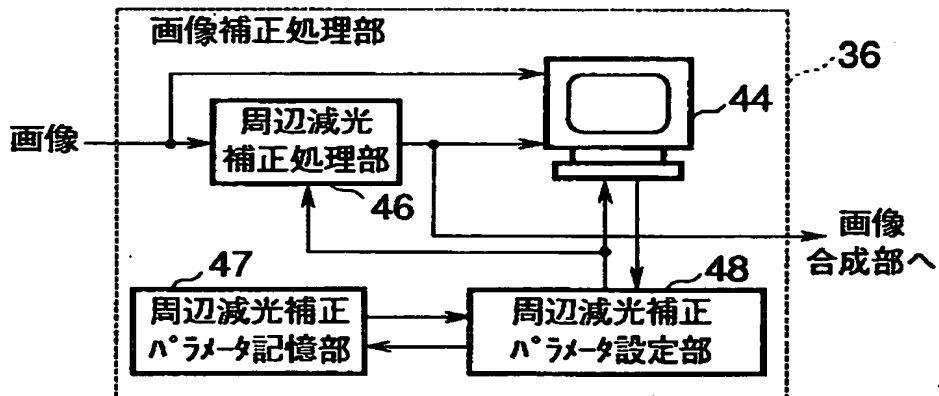 画像補正処理部
36
44
画像
周辺減光
補正処理部
46
画像
合成部へ
47
48
周辺減光補正
パラメータ記憶部
周辺減光補正
パラメータ設定部